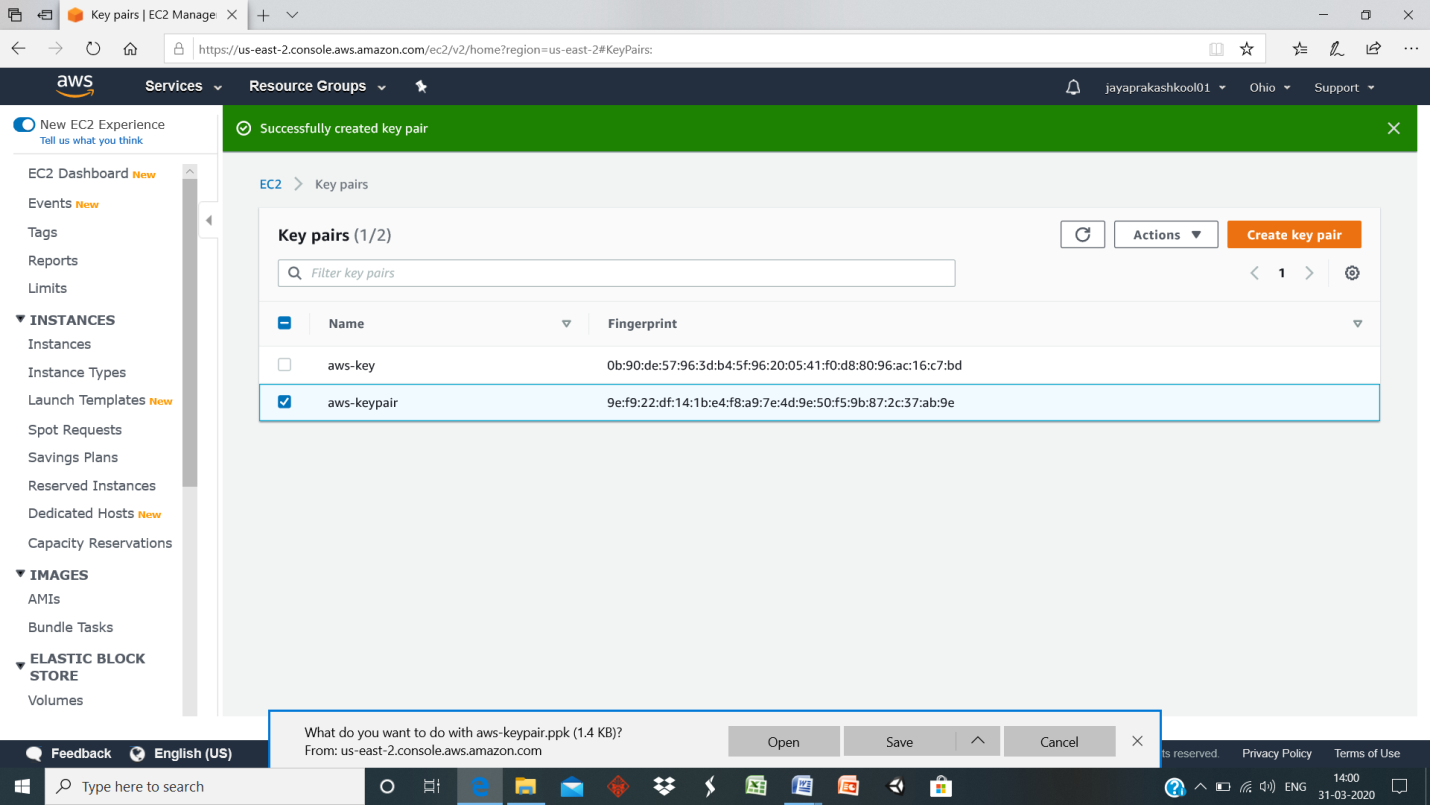 Key pairs | EC2 Manage
https://us-east-2.console.aws.amazon.com/ec2/v2/home?region=us-east-2#KeyPairs:
aws
Services
Resource Groups
jayaprakashkool01
Ohio
Support
New EC2 Experience
Tell us what you think
Successfully created key pair
EC2 Dashboard New
Events New
Tags
Reports
Limits
INSTANCES
Instances
Instance Types
Launch Templates New
Spot Requests
Savings Plans
Reserved Instances
Dedicated Hosts New
Capacity Reservations
IMAGES
AMIs
Bundle Tasks
ELASTIC BLOCK
STORE
Volumes
EC2 > Key pairs
Key pairs (1/2)
Actions
Create key pair
Filter key pairs
1
Name
Fingerprint
aws-key
0b:90:de:57:96:3d:b4:5f:96:20:05:41:f0:d8:80:96:ac:16:c7:bd
aws-keypair
9e:f9:22:df:14:1b:e4:f8:a9:7e:4d:9e:50:f5:9b:87:2c:37:ab:9e
What do you want to do with aws-keypair.ppk (1.4 KB)?
From: us-east-2.console.aws.amazon.com
Open
Save
Cancel
Feedback
English (US)
ts reserved.
Privacy Policy
Terms of Use
Type here to search
ENG
14:00
31-03-2020